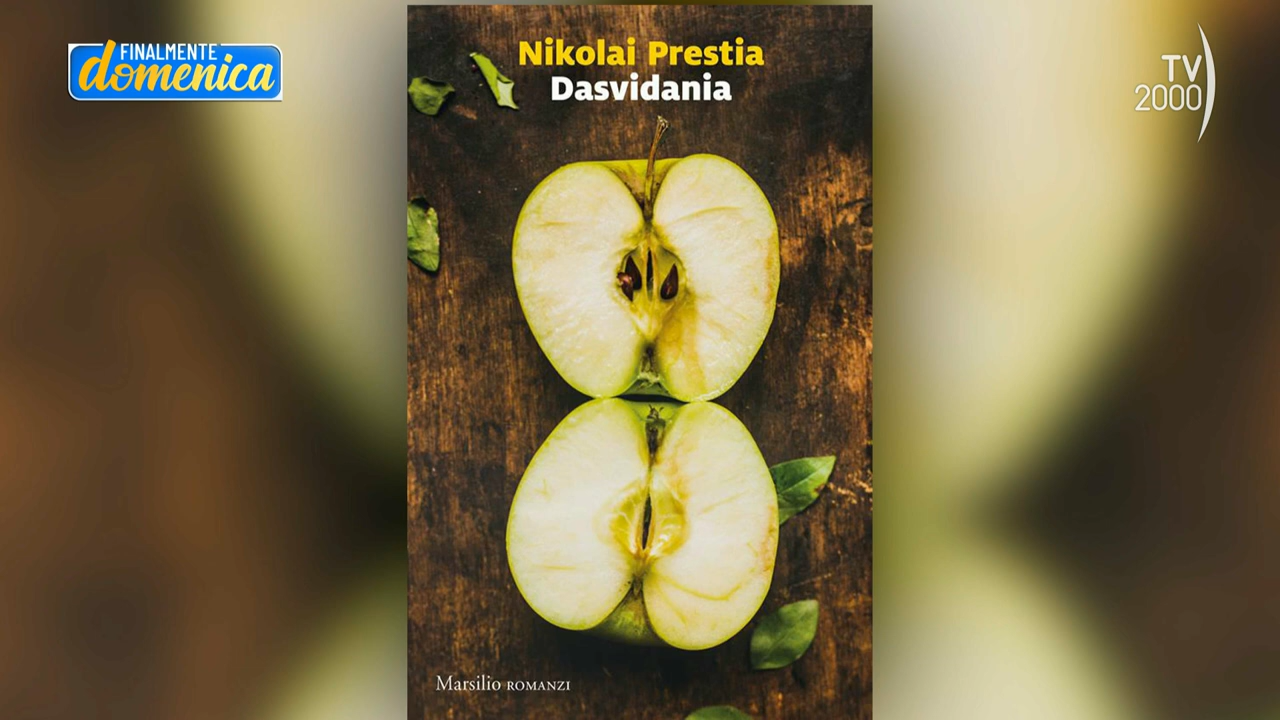 FINALMENTE
domenica
TV
2000
Nikolai Prestia
Dasvidania
Marsilio ROMANZI